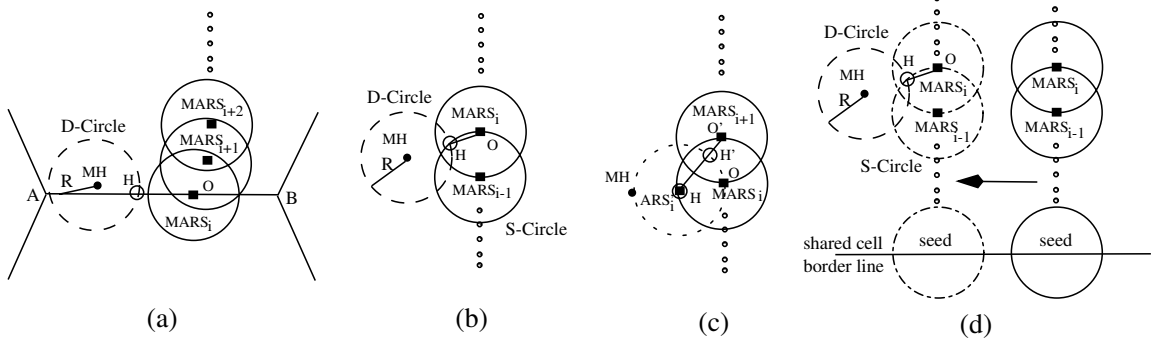 D-Circle
MH
R
A
H
O
B
MARS i+2
MARS i+1
MARS i
(a)
D-Circle
MH
R
H
O
MARS i
MARS i-1
S-Circle
(b)
MARS i+1
O'
H'
MH
ARS i
H
O
MARS i
(c)
D-Circle
MH
R
H
O
MARS i
MARS i-1
S-Circle
MARS i
MARS i-1
shared cell
border line
seed
seed
(d)